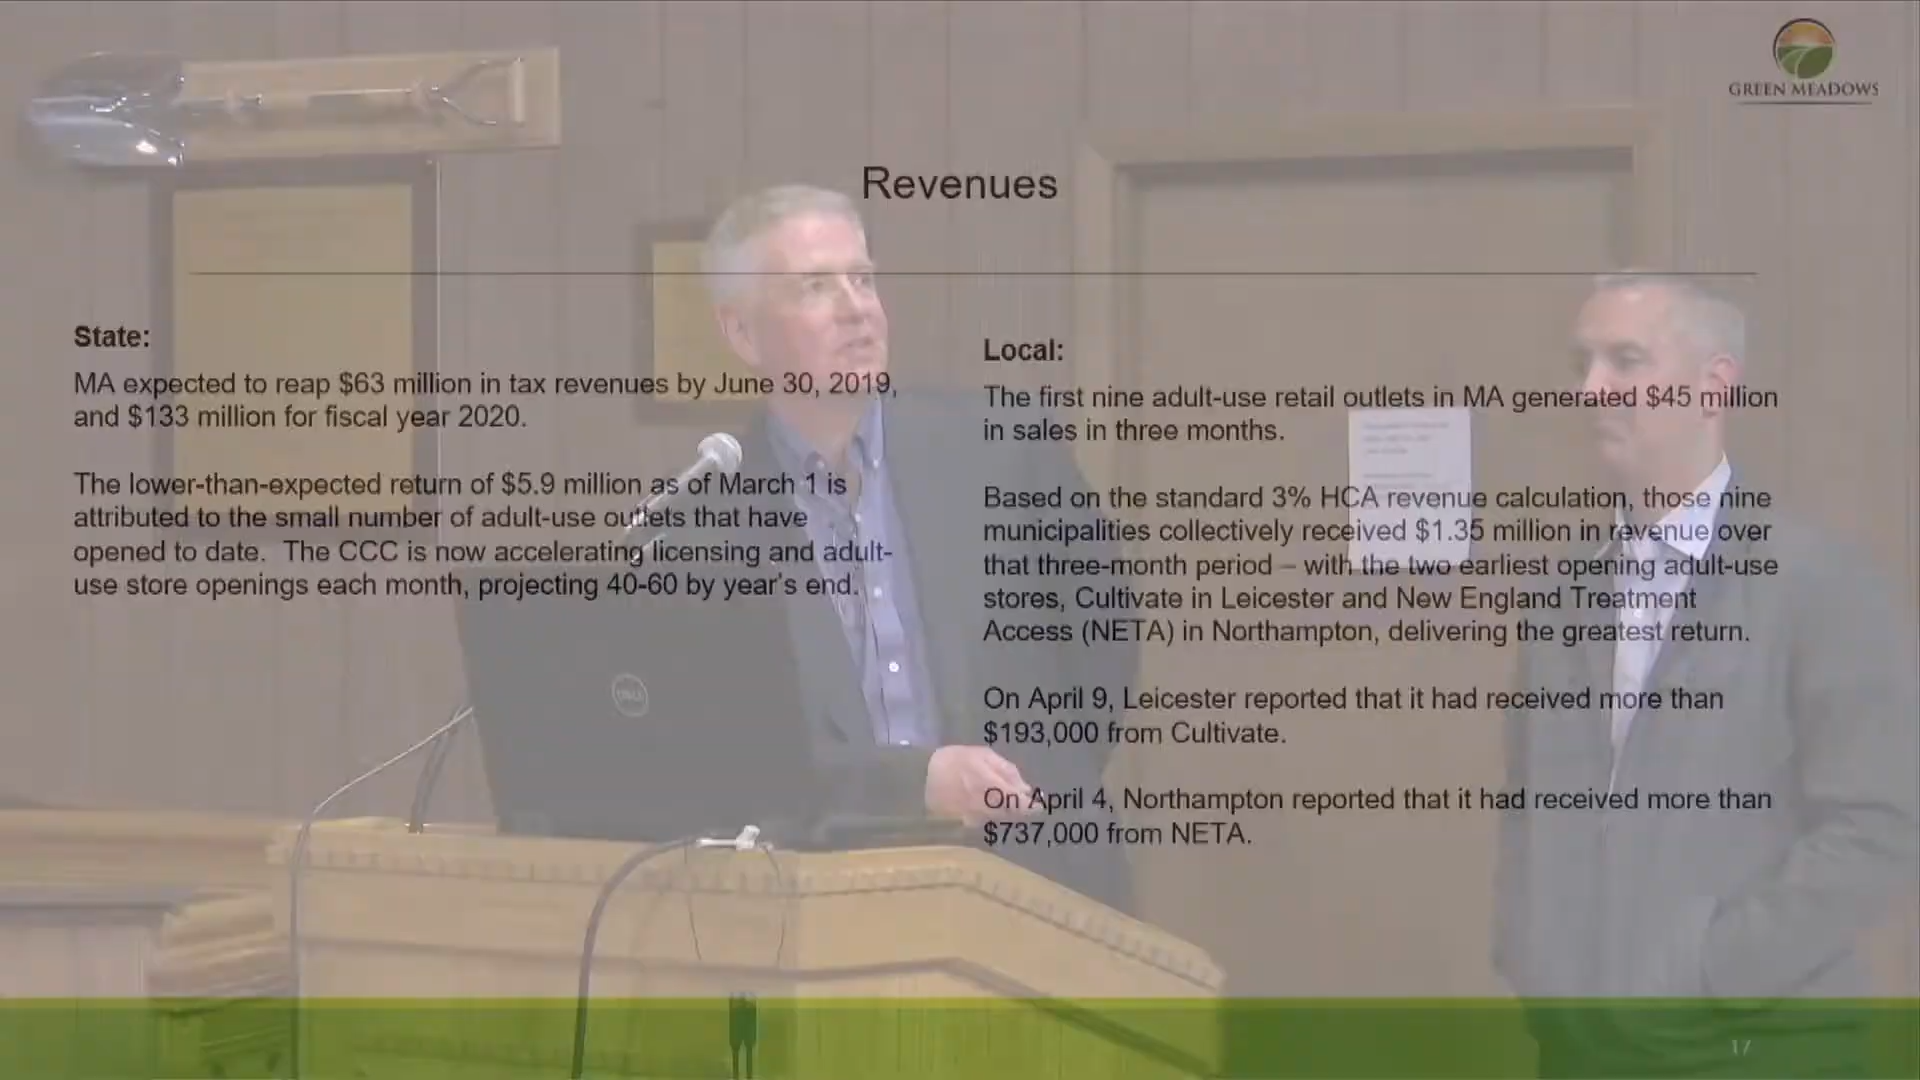 GREEN MEADOWS
Revenues
State:
MA expected to reap $63 million in tax revenues by June 30, 2019,
and $133 million for fiscal year 2020.
The lower-than-expected return of $5.9 million as of March 1 is
attributed to the small number of adult-use outlets that have
opened to date.  The CCC is now accelerating licensing and adult-
use store openings each month, projecting 40-60 by year's end.
Local:
The first nine adult-use retail outlets in MA generated $45 million
in sales in three months.
Based on the standard 3% HCA revenue calculation, those nine
municipalities collectively received $1.35 million in revenue over
that three-month period – with the two earliest opening adult-use
stores, Cultivate in Leicester and New England Treatment
Access (NETA) in Northampton, delivering the greatest return.
On April 9, Leicester reported that it had received more than
$193,000 from Cultivate.
On April 4, Northampton reported that it had received more than
$737,000 from NETA.
DELL
17